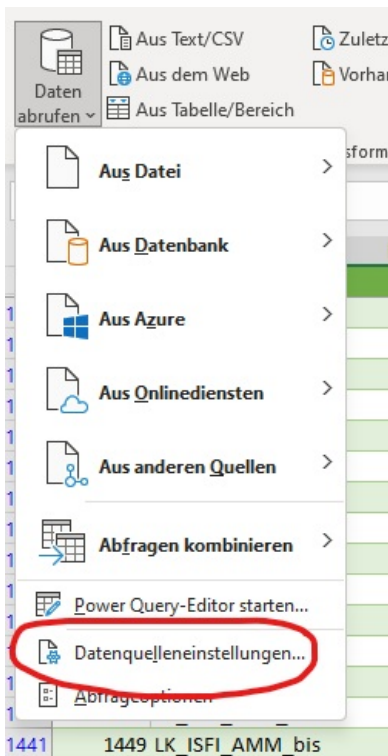 Aus Text/CSV
Aus dem Web
Aus Tabelle/Bereich
Daten
abrufen
Aus Datei
Aus Datenbank
Aus Azure
Aus Onlinediensten
Aus anderen Quellen
Abfragen kombinieren
Power Query-Editor starten...
Datenquelleneinstellungen...
Abfrageoptionen
1441 1449 LK_ISFI_AMM_bis